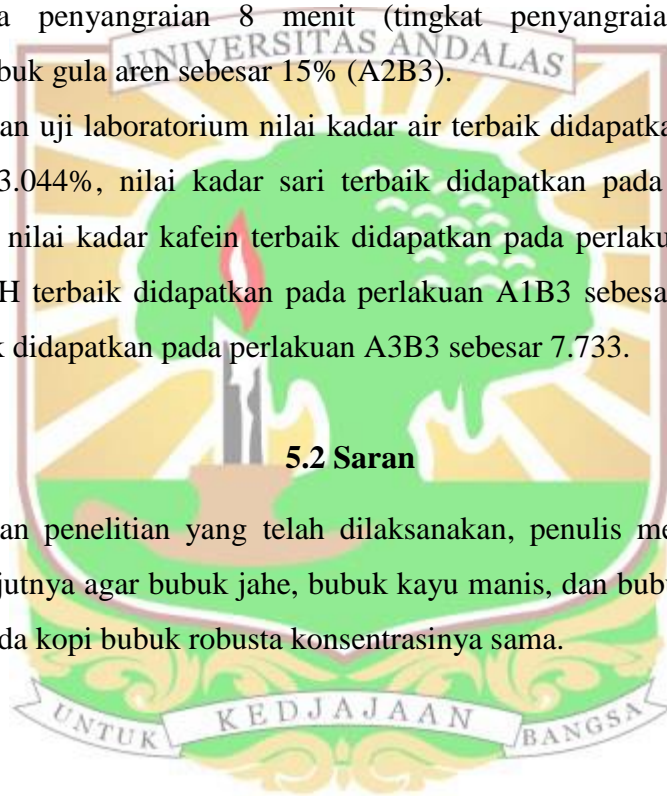 a penyangraian 8 menit (tingkat penyangraia
UNIVERSITAS ANDALAS
buk gula aren sebesar 15% (A2B3).
an uji laboratorium nilai kadar air terbaik didapatka
3.044%, nilai kadar sari terbaik didapatkan pada
nilai kadar kafein terbaik didapatkan pada perlaku
H terbaik didapatkan pada perlakuan A1B3 sebesa
k didapatkan pada perlakuan A3B3 sebesar 7.733.
5.2 Saran
an penelitian yang telah dilaksanakan, penulis me
jutnya agar bubuk jahe, bubuk kayu manis, dan bub
da kopi bubuk robusta konsentrasinya sama.
UNTUK KEDJAJAAN BANGSA